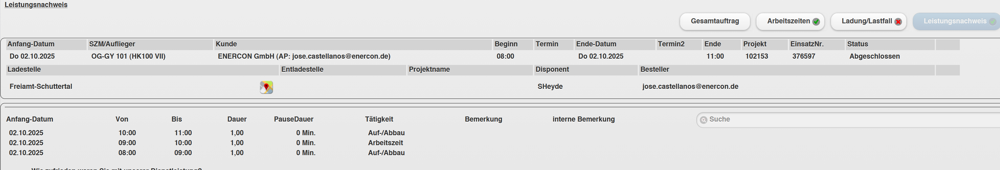 Leistungsnachweis
Gesamtauftrag Arbeitszeiten Ladung/Lastfall Leistungsnachweis
Anfang-Datum SZM/Auflieger Kunde Beginn Termin Ende-Datum Termin2 Ende Projekt EinsatzNr. Status
Do 02.10.2025 OG-GY 101 (HK100 VII) ENERCON GmbH (AP: jose.castellanos@enercon.de) 08:00 Do 02.10.2025 11:00 102153 376597 Abgeschlossen
Ladestelle Entladestelle Projektname Disponent Besteller
Freiamt-Schuttertal SHeyde jose.castellanos@enercon.de
Anfang-Datum Von Bis Dauer PauseDauer Tätigkeit Bemerkung interne Bemerkung Suche
02.10.2025 10:00 11:00 1,00 0 Min. Auf-/Abbau
02.10.2025 09:00 10:00 1,00 0 Min. Arbeitszeit
02.10.2025 08:00 09:00 1,00 0 Min. Auf-/Abbau
Wie zufrieden waren Sie mit unserer Dienstleistung?